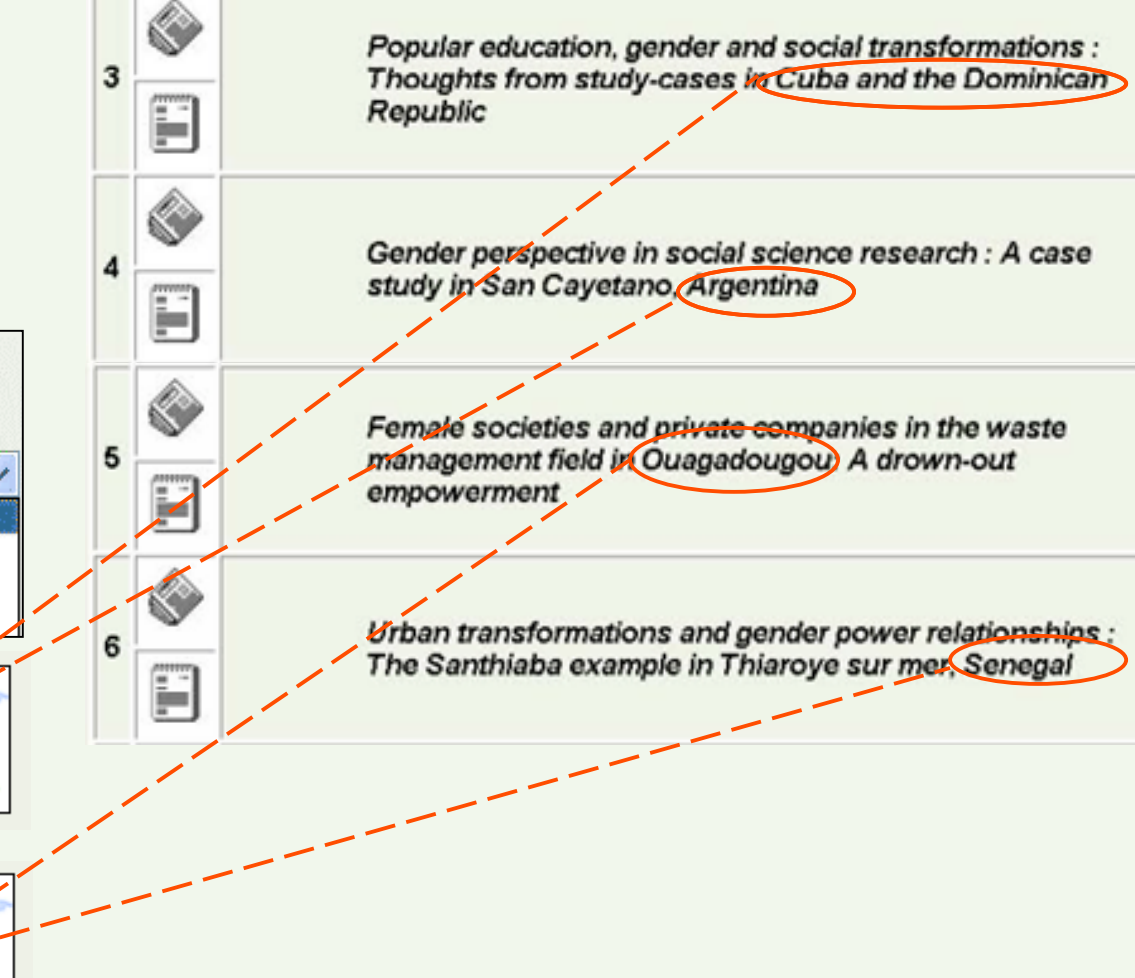 3
Popular education, gender and social transformations :
Thoughts from study-cases in Cuba and the Dominican
Republic
4
Gender perspective in social science research : A case
study in San Cayetano, Argentina
5
Female societies and private companies in the waste
management field in Ouagadougou: A drown-out
empowerment
6
Urban transformations and gender power relationships :
The Santhiaba example in Thiaroye sur mer, Senegal